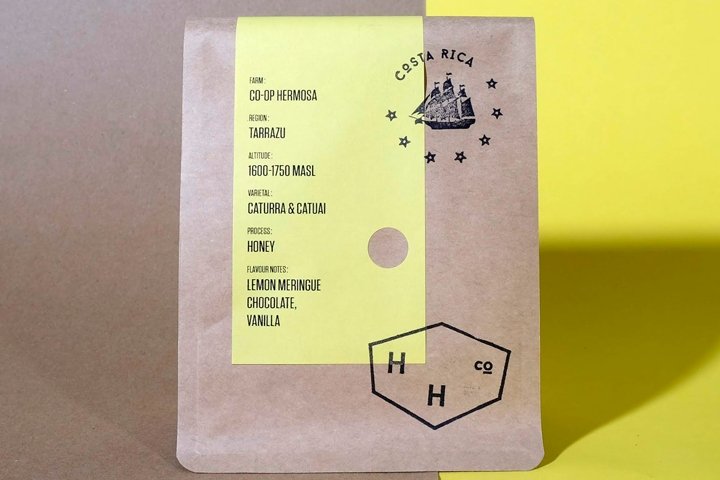 COSTA RICA
FARM:
CO-OP HERMOSA
REGION:
TARRAZU
ALTITUDE:
1600-1750 MASL
VARIETAL:
CATURRA & CATUAI
PROCESS:
HONEY
FLAVOUR NOTES:
LEMON MERINGUE
CHOCOLATE,
VANILLA
H
CO
H